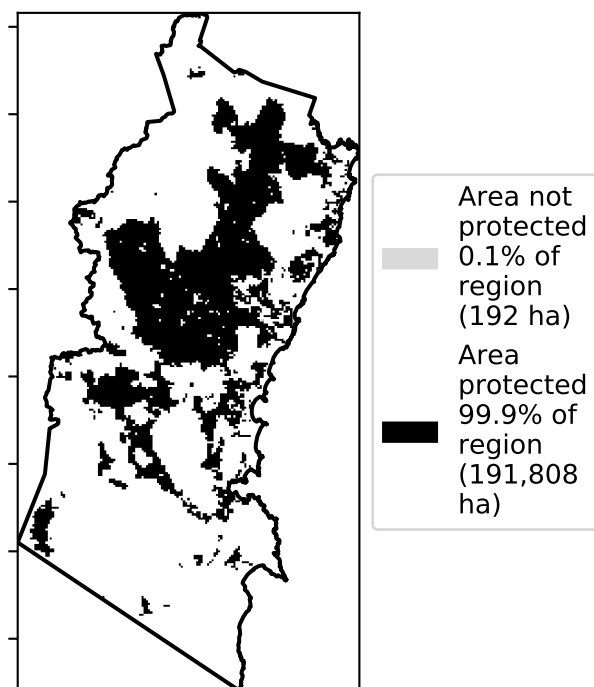 Area not
protected
0.1% of
region
(192 ha)
Area
protected
99.9% of
region
(191,808
ha)